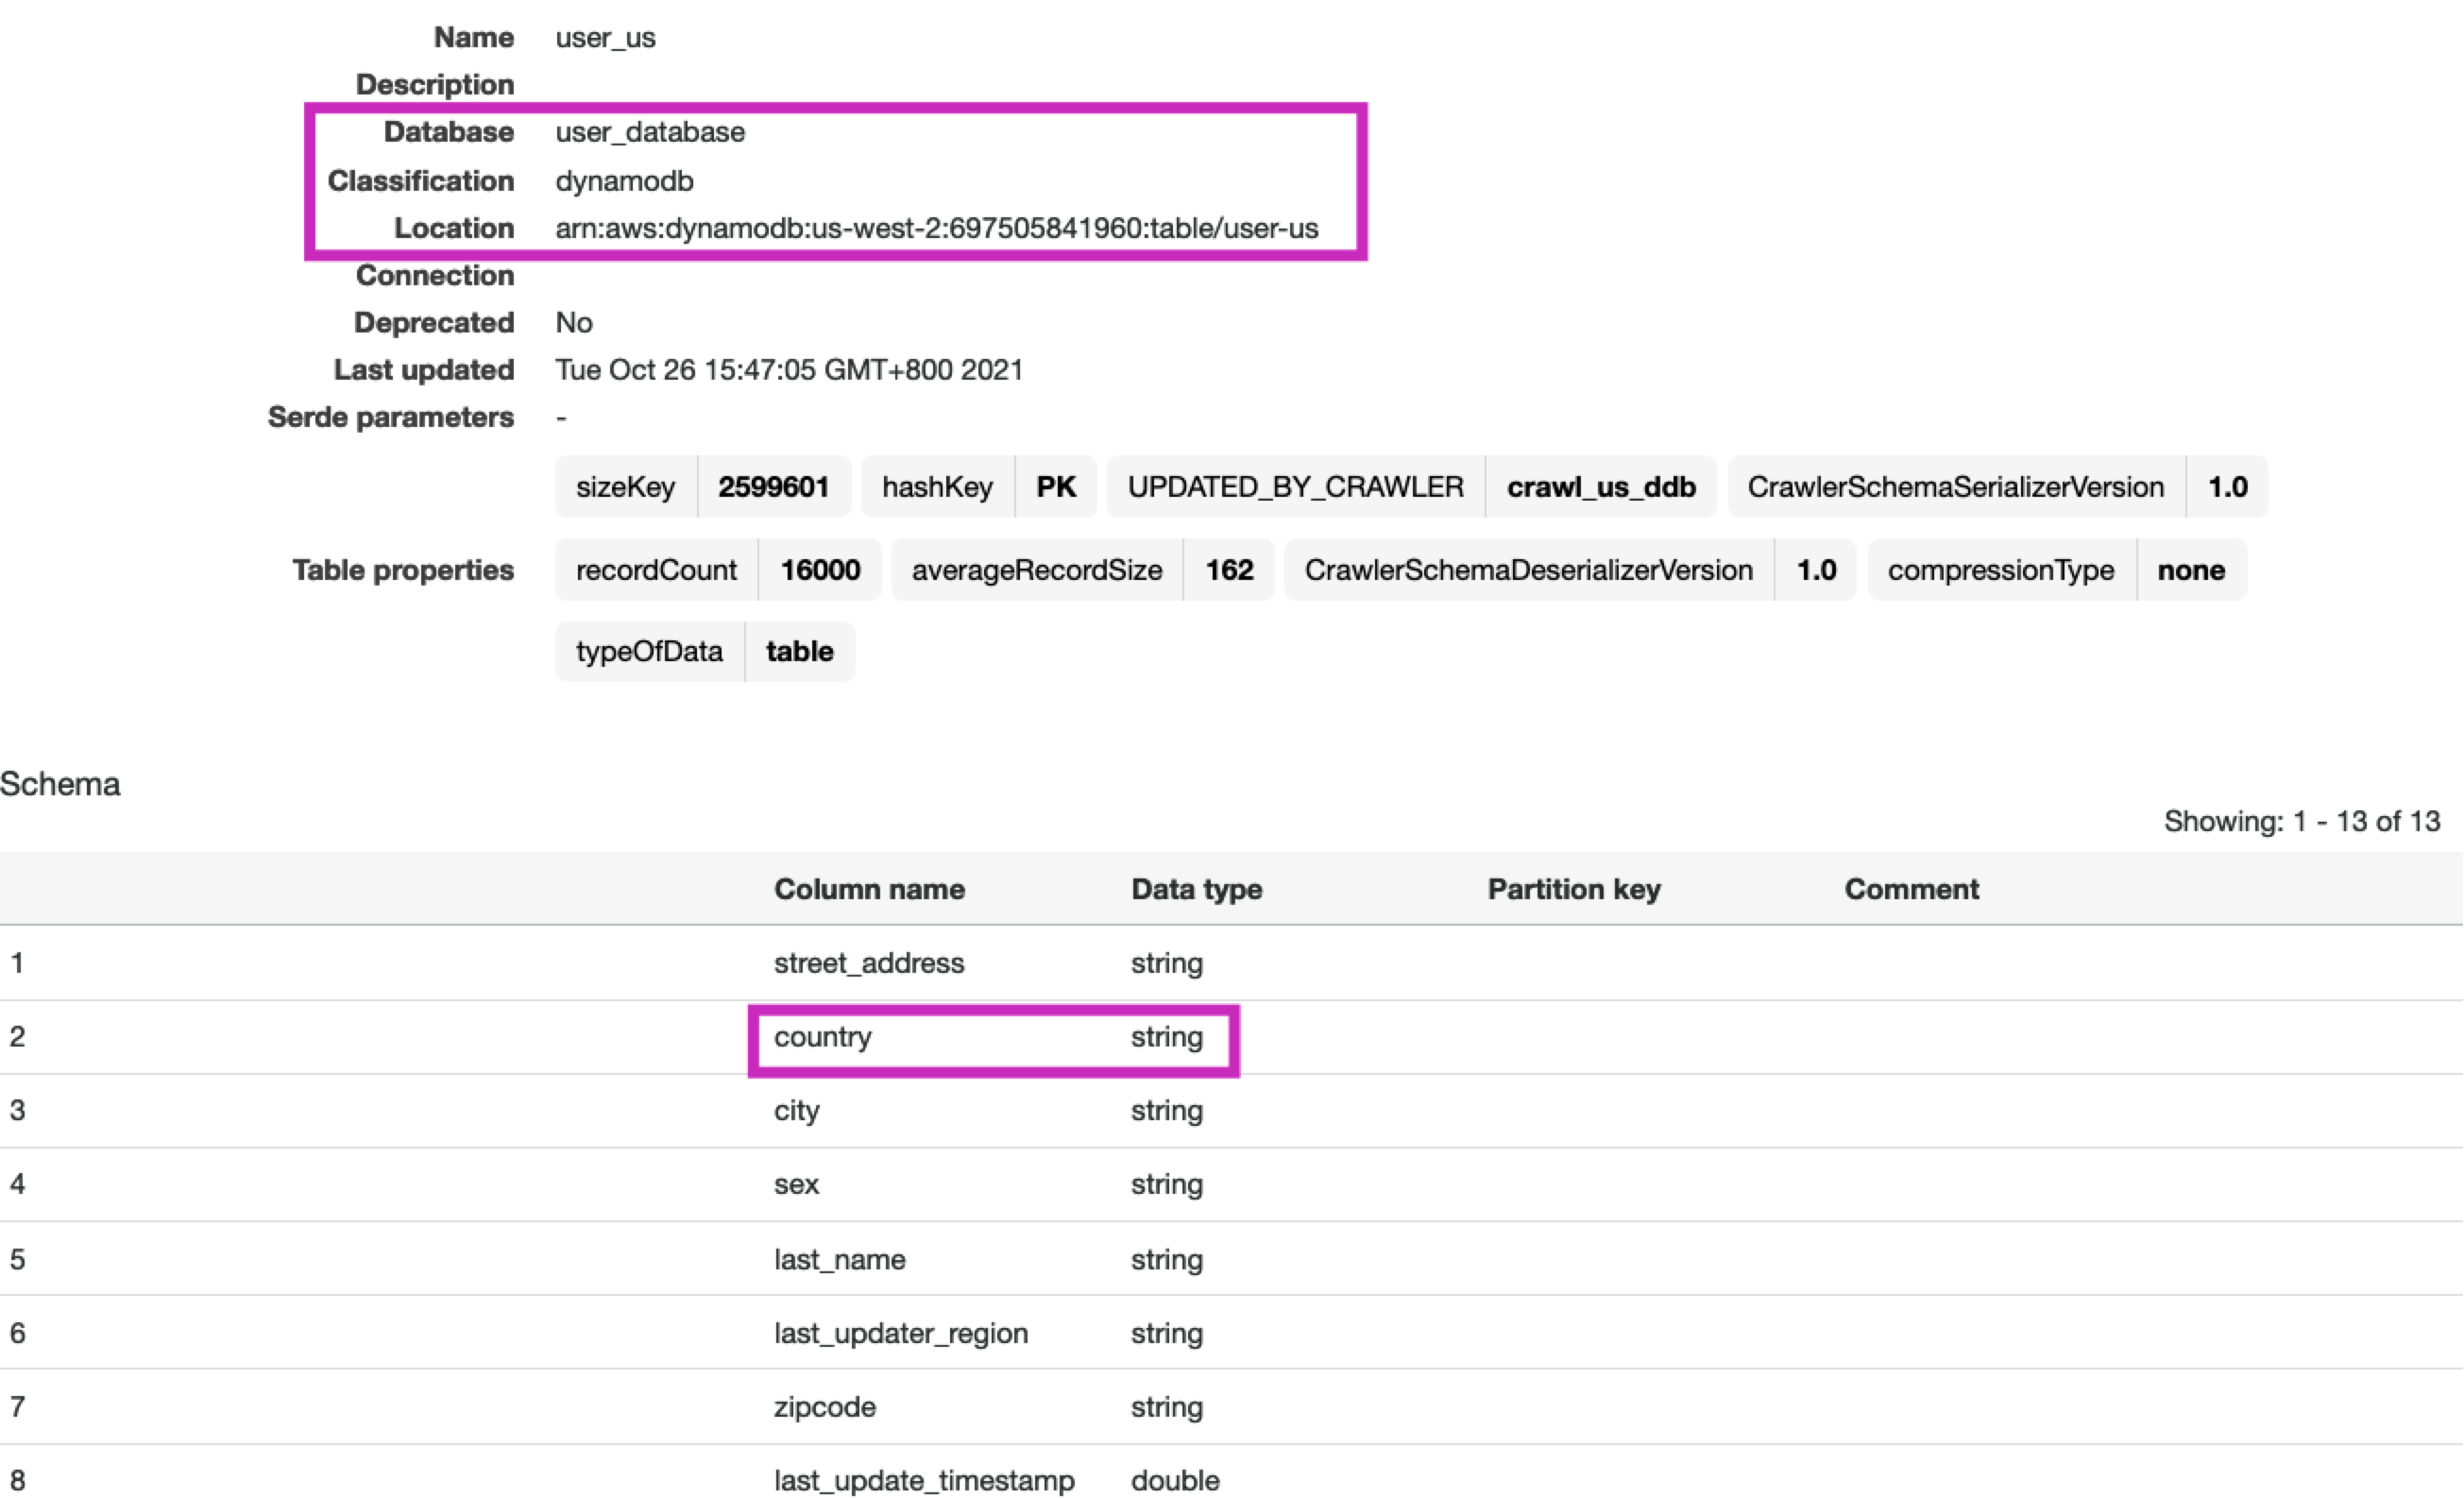 Name user_us
Description
Database user_database
Classification dynamodb
Location arn:aws:dynamodb:us-west-2:697505841960:table/user-us
Connection
Deprecated No
Last updated Tue Oct 26 15:47:05 GMT+800 2021
Serde parameters -
sizeKey 2599601 hashKey PK UPDATED_BY_CRAWLER crawl_us_ddb CrawlerSchemaSerializerVersion 1.0
Table properties recordCount 16000 averageRecordSize 162 CrawlerSchemaDeserializerVersion 1.0 compressionType none
typeOfData table
Schema
Showing: 1 - 13 of 13
Column name Data type Partition key Comment
1 street_address string
2 country string
3 city string
4 sex string
5 last_name string
6 last_updater_region string
7 zipcode string
8 last_update_timestamp double